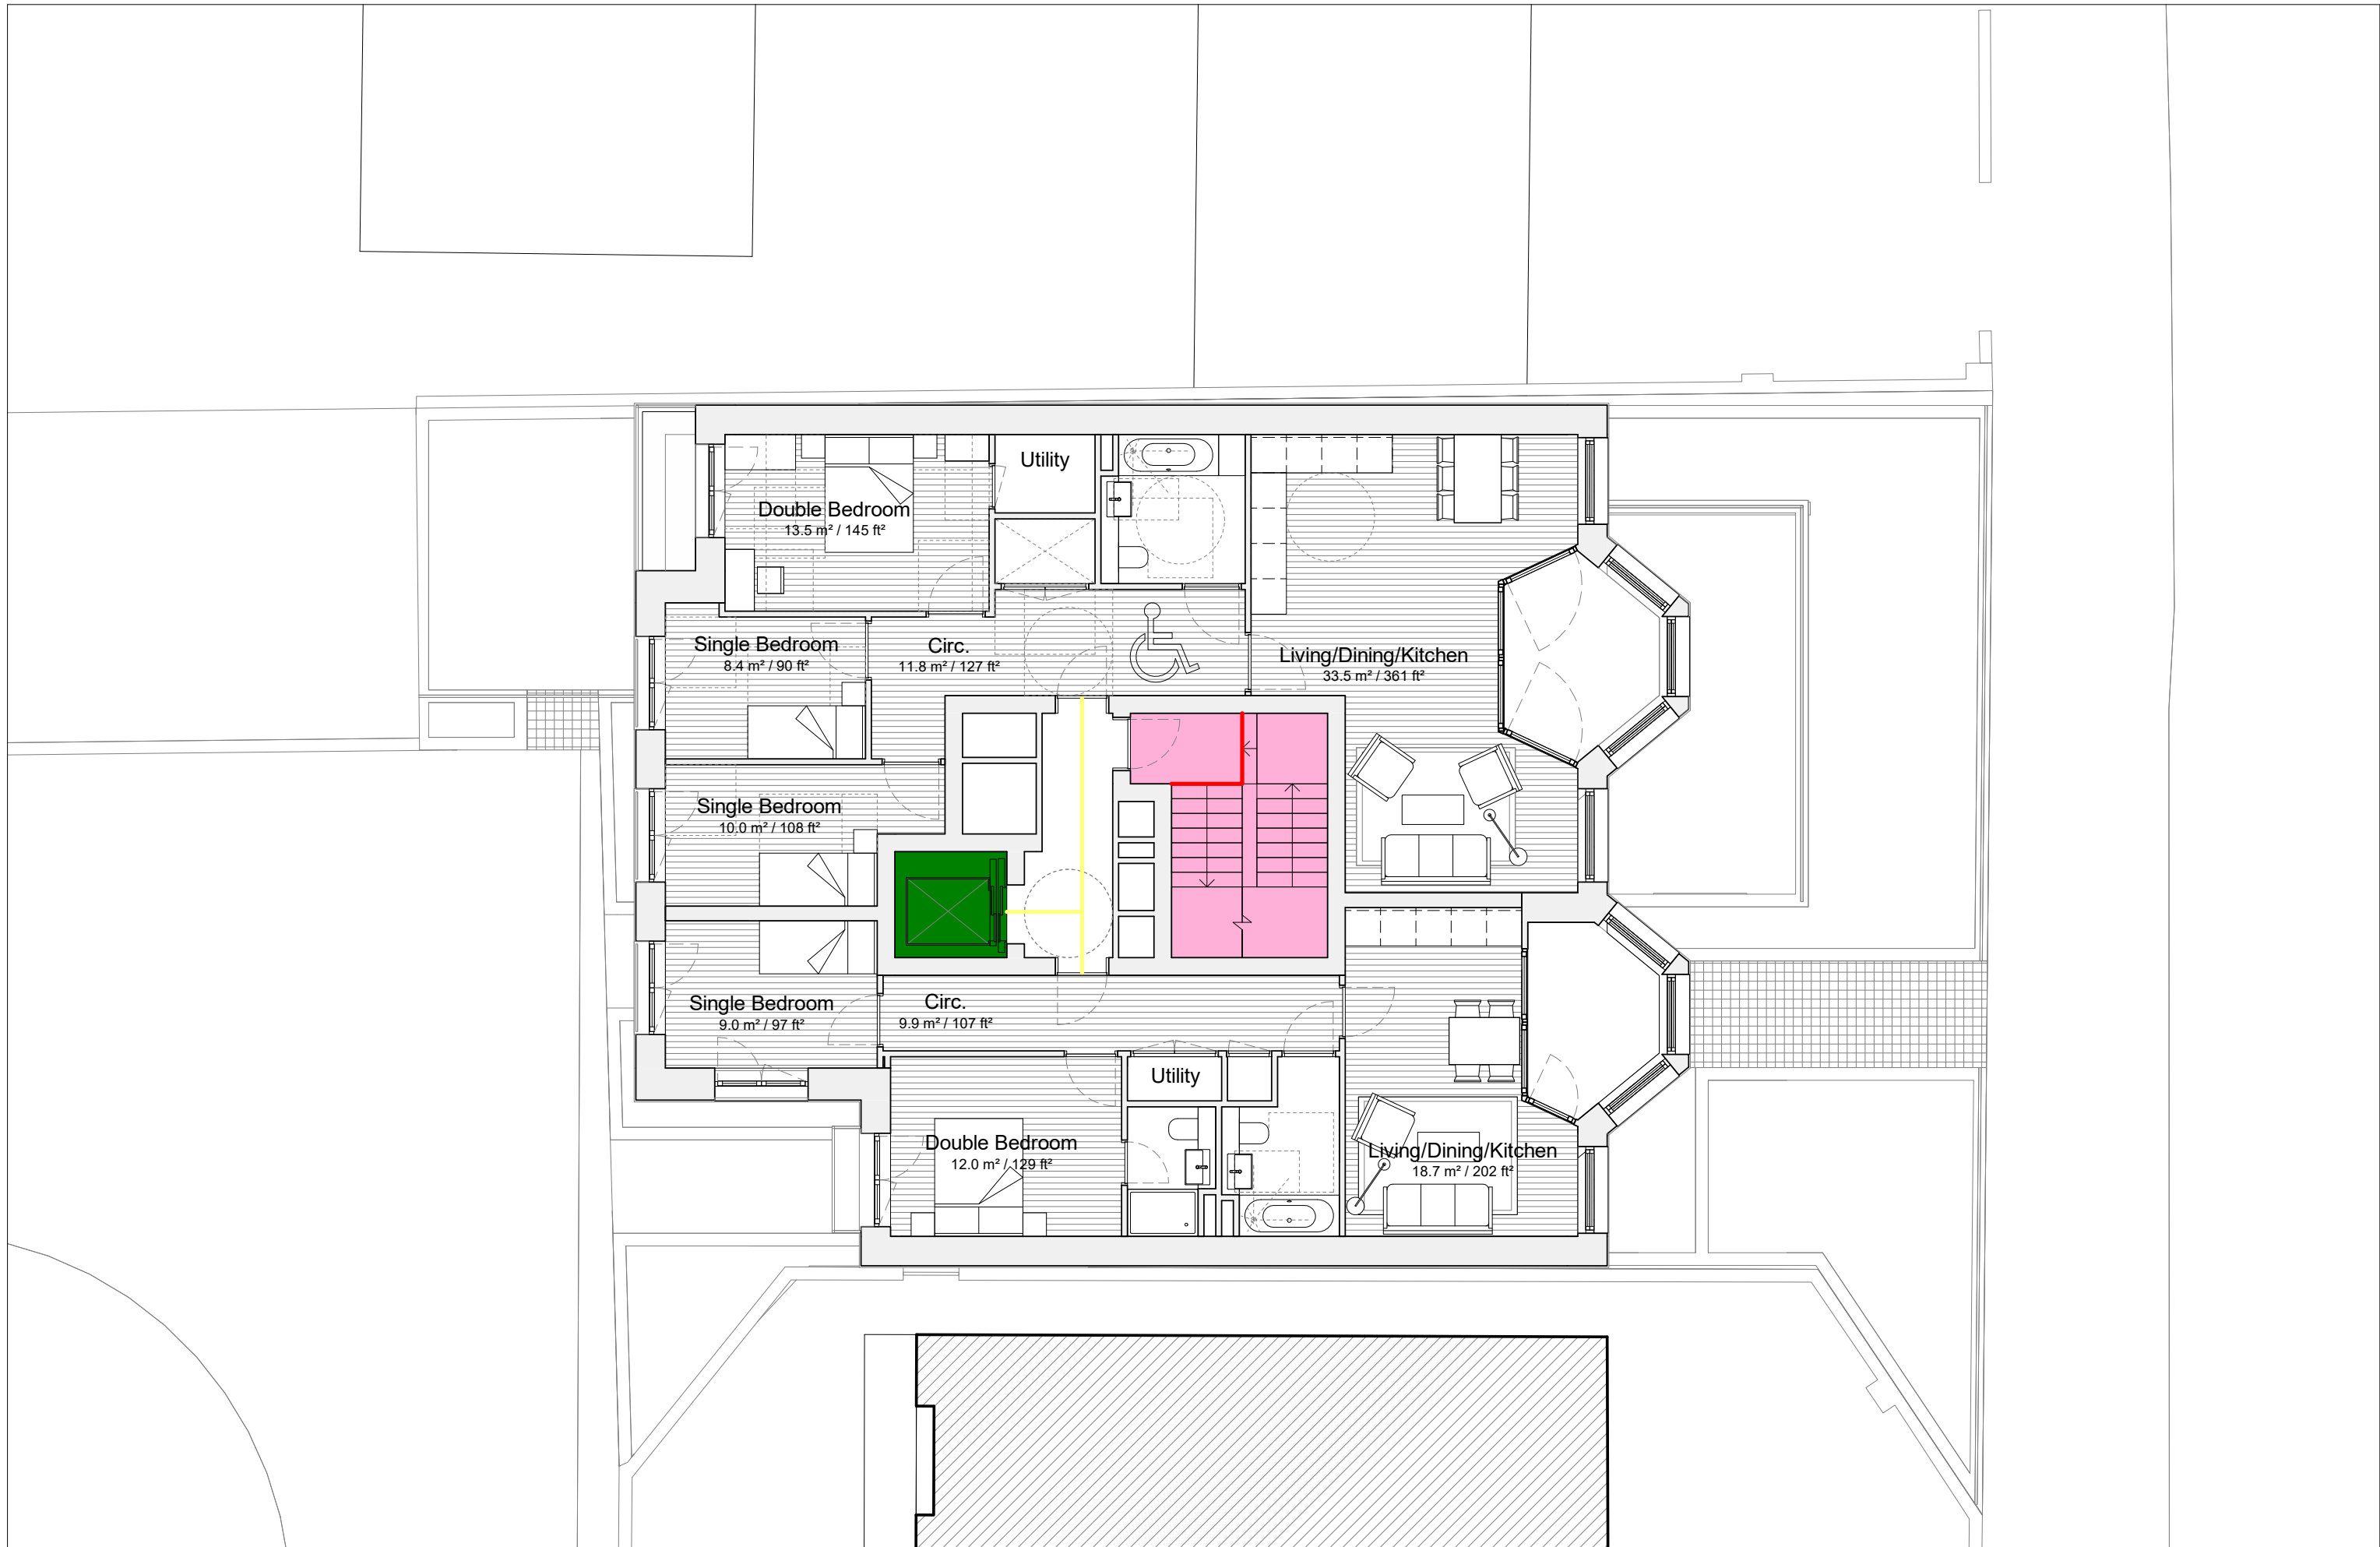 Utility
Double Bedroom
13.5 m² / 145 ft²
Single Bedroom
8.4 m² / 90 ft²
Circ.
11.8 m² / 127 ft²
Living/Dining/Kitchen
33.5 m² / 361 ft²
Single Bedroom
10.0 m² / 108 ft²
Single Bedroom
9.0 m² / 97 ft²
Circ.
9.9 m² / 107 ft²
Utility
Double Bedroom
12.0 m² / 129 ft²
Living/Dining/Kitchen
18.7 m² / 202 ft²